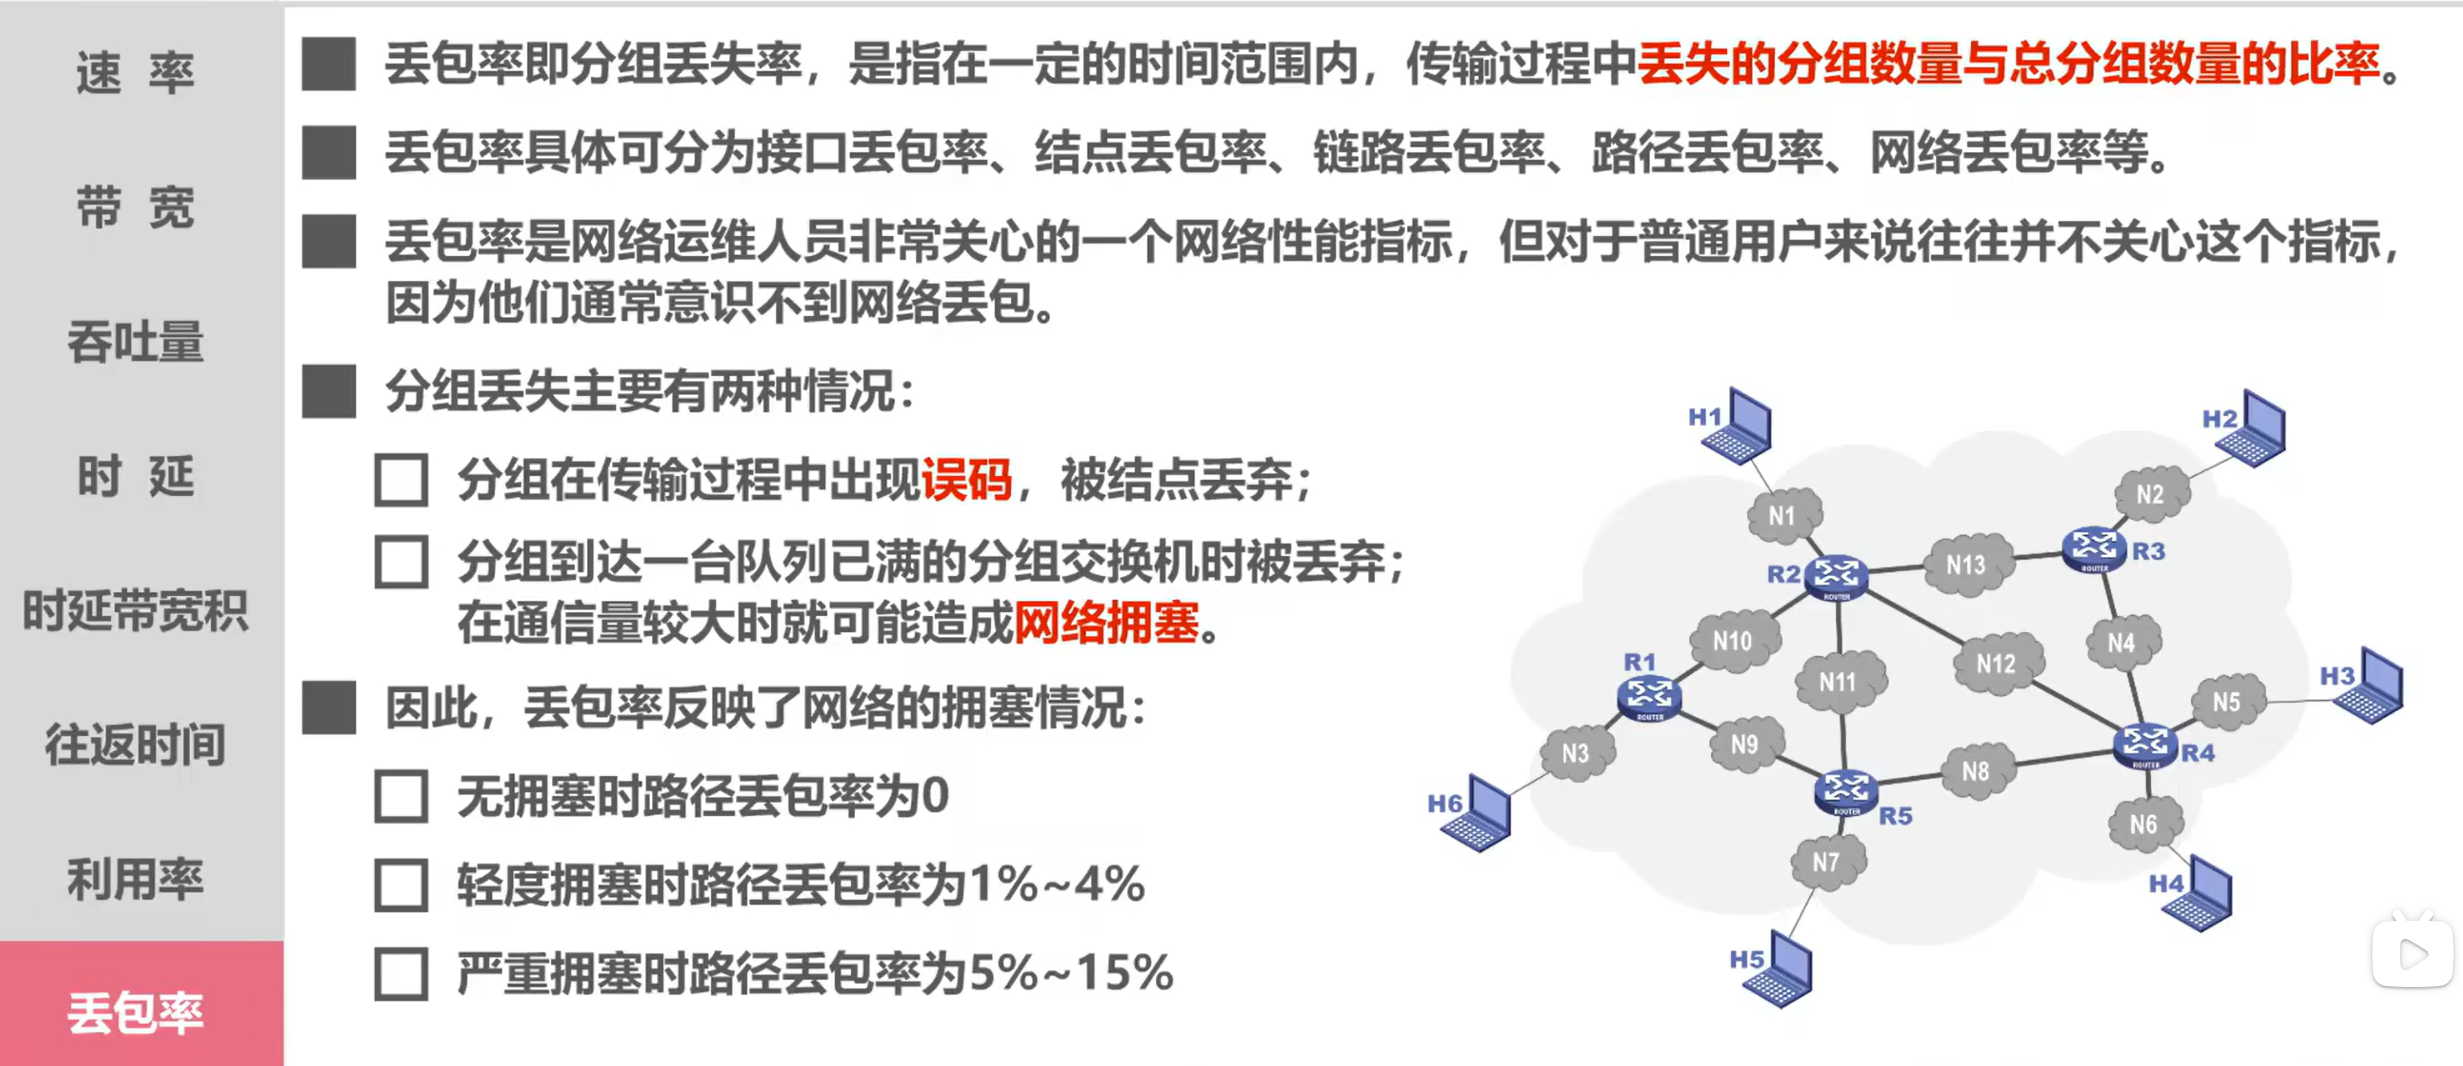 速 率
带 宽
吞吐量
时 延
时延带宽积
往返时间
利用率
丢包率
丢包率即分组丢失率，是指在一定的时间范围内，传输过程中丢失的分组数量与总分组数量的比率。
丢包率具体可分为接口丢包率、结点丢包率、链路丢包率、路径丢包率、网络丢包率等。
丢包率是网络运维人员非常关心的一个网络性能指标，但对于普通用户来说往往并不关心这个指标，
因为他们通常意识不到网络丢包。
分组丢失主要有两种情况：
分组在传输过程中出现误码，被结点丢弃；
分组到达一台队列已满的分组交换机时被丢弃；
在通信量较大时就可能造成网络拥塞。
因此，丢包率反映了网络的拥塞情况：
无拥塞时路径丢包率为0
轻度拥塞时路径丢包率为1%~4%
严重拥塞时路径丢包率为5%~15%
H1
H2
N2
N1
R3
ROUTER
N13
R2
ROUTER
N10
N4
N12
R1
ROUTER
N11
H3
N5
N3
N9
R4
ROUTER
N8
H6
R5
ROUTER
N6
N7
H4
H5